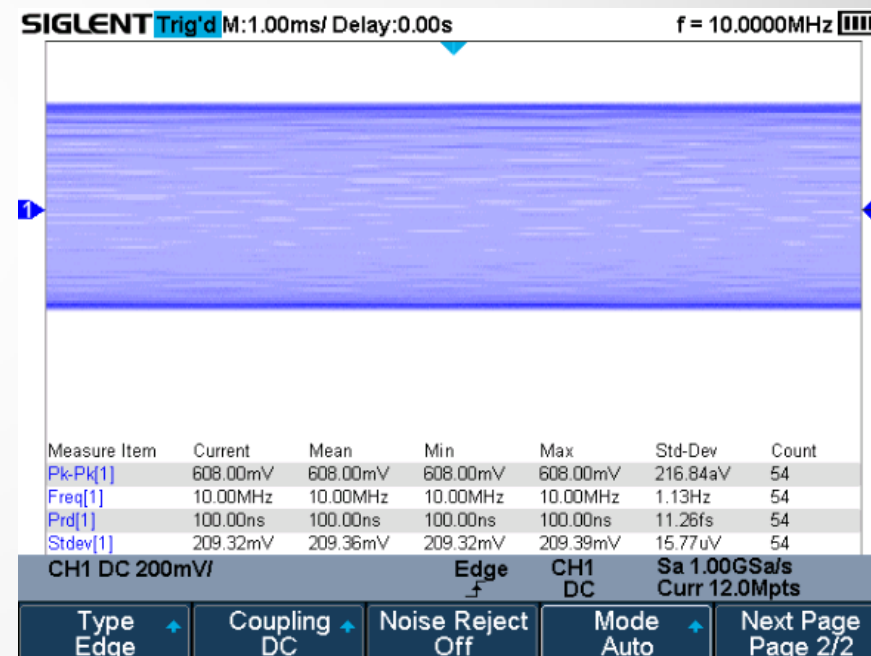 SIGLENT Trig'd M:1.00ms/ Delay:0.00s f = 10.0000MHz
1
Measure Item Current Mean Min Max Std-Dev Count
Pk-Pk[1] 608.00mV 608.00mV 608.00mV 608.00mV 216.84aV 54
Freq[1] 10.00MHz 10.00MHz 10.00MHz 10.00MHz 1.13Hz 54
Prd[1] 100.00ns 100.00ns 100.00ns 100.00ns 11.26fs 54
Stdev[1] 209.32mV 209.36mV 209.32mV 209.39mV 15.77uV 54
CH1 DC 200mV/ Edge CH1 Sa 1.00GSa/s
DC Curr 12.0Mpts
Type Coupling Noise Reject Mode Next Page
Edge DC Off Auto Page 2/2